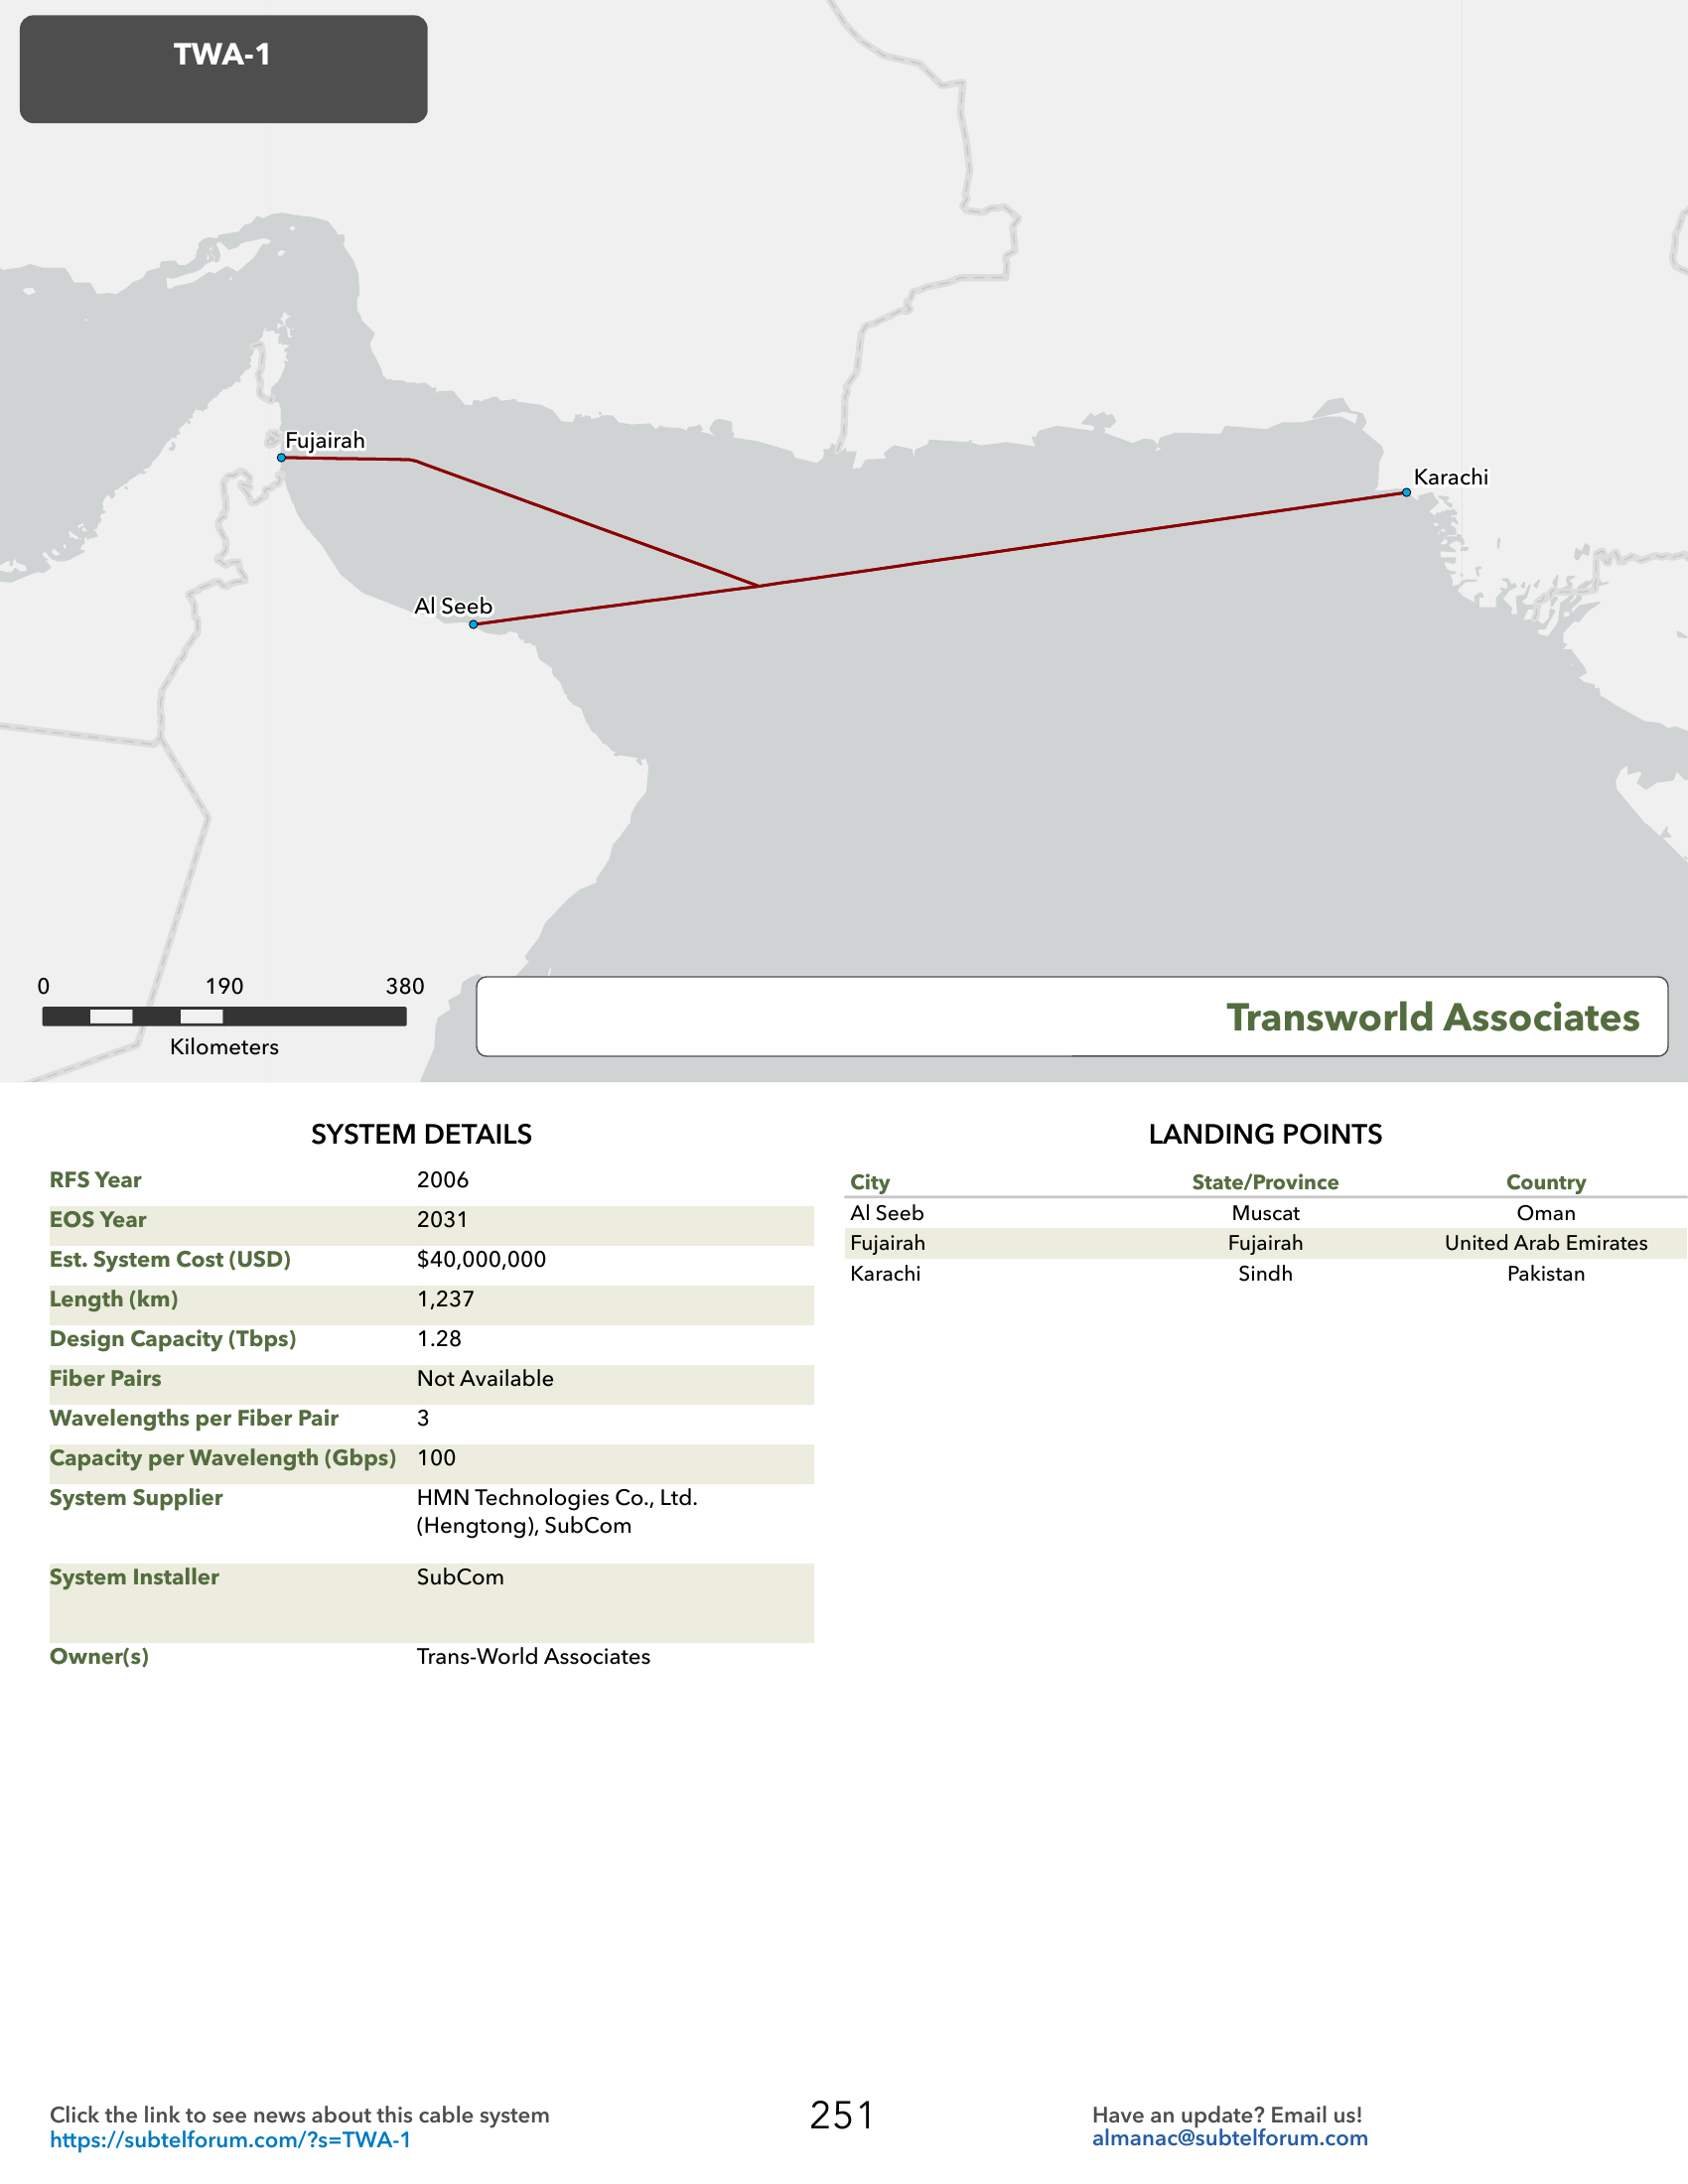 TWA-1
Fujairah
Karachi
Al Seeb
0 190 380
Kilometers
Transworld Associates
SYSTEM DETAILS
RFS Year 2006
EOS Year 2031
Est. System Cost (USD) $40,000,000
Length (km) 1,237
Design Capacity (Tbps) 1.28
Fiber Pairs Not Available
Wavelengths per Fiber Pair 3
Capacity per Wavelength (Gbps) 100
System Supplier HMN Technologies Co., Ltd.
(Hengtong), SubCom
System Installer SubCom
Owner(s) Trans-World Associates
LANDING POINTS
City State/Province Country
Al Seeb Muscat Oman
Fujairah Fujairah United Arab Emirates
Karachi Sindh Pakistan
Click the link to see news about this cable system
https://subtelforum.com/?s=TWA-1
251
Have an update? Email us!
almanac@subtelforum.com